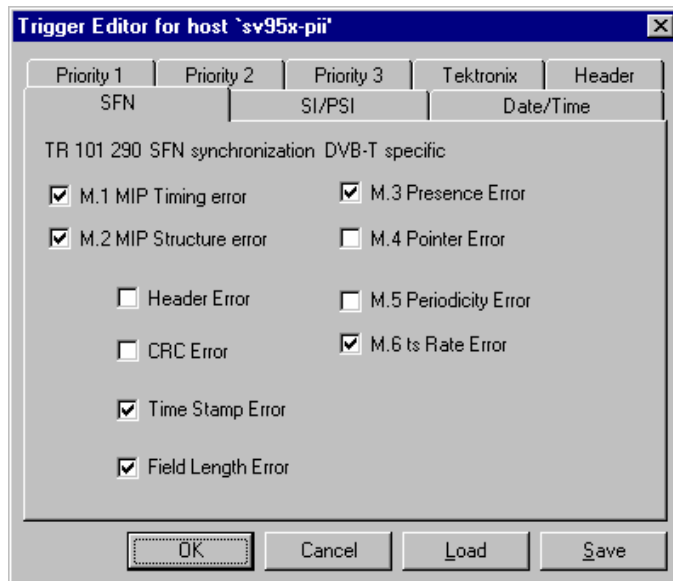 Trigger Editor for host `sv95x-pii'
Priority 1 Priority 2 Priority 3 Tektronix Header
SFN SI/PSI Date/Time
TR 101 290 SFN synchronization DVB-T specific
M.1 MIP Timing error
M.2 MIP Structure error
Header Error
CRC Error
Time Stamp Error
Field Length Error
M.3 Presence Error
M.4 Pointer Error
M.5 Periodicity Error
M.6 ts Rate Error
OK Cancel Load Save